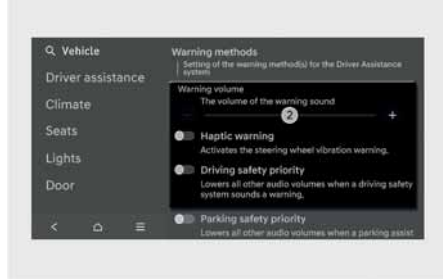 Vehicle
Driver assistance
Climate
Seats
Lights
Door
Warning methods
Setting of the warning method(s) for the Driver Assistance
system
Warning volume
The volume of the warning sound
− 2 +
Haptic warning
Activates the steering wheel vibration warning.
Driving safety priority
Lowers all other audio volumes when a driving safety
system sounds a warning.
Parking safety priority
Lowers all other audio volumes when a parking assist